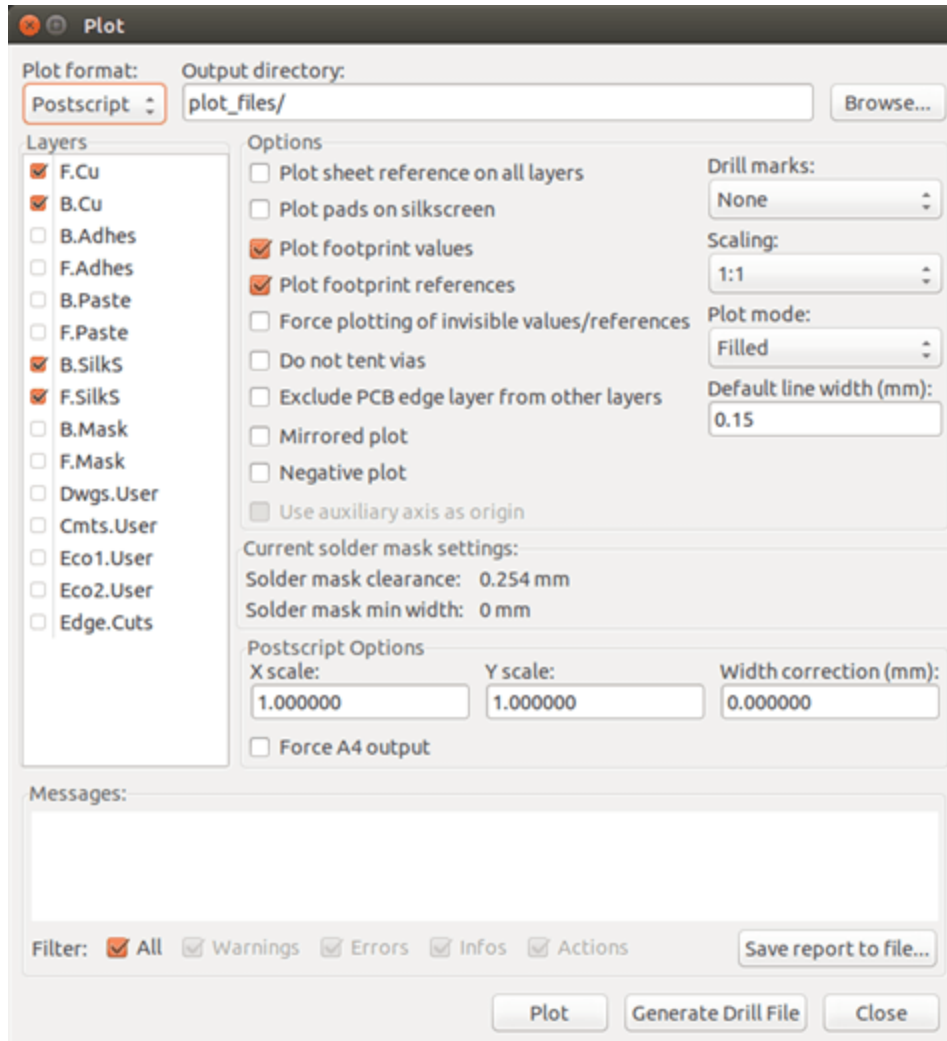 Plot
Plot format:
Output directory:
Postscript
plot_files/
Browse...
Layers
F.Cu
B.Cu
B.Adhes
F.Adhes
B.Paste
F.Paste
B.SilkS
F.SilkS
B.Mask
F.Mask
Dwgs.User
Cmts.User
Eco1.User
Eco2.User
Edge.Cuts
Options
Plot sheet reference on all layers
Plot pads on silkscreen
Plot footprint values
Plot footprint references
Force plotting of invisible values/references
Do not tent vias
Exclude PCB edge layer from other layers
Mirrored plot
Negative plot
Use auxiliary axis as origin
Drill marks:
None
Scaling:
1:1
Plot mode:
Filled
Default line width (mm):
0.15
Current solder mask settings:
Solder mask clearance: 0.254 mm
Solder mask min width: 0 mm
Postscript Options
X scale:
Y scale:
Width correction (mm):
1.000000
1.000000
0.000000
Force A4 output
Messages:
Filter: All Warnings Errors Infos Actions
Save report to file...
Plot
Generate Drill File
Close